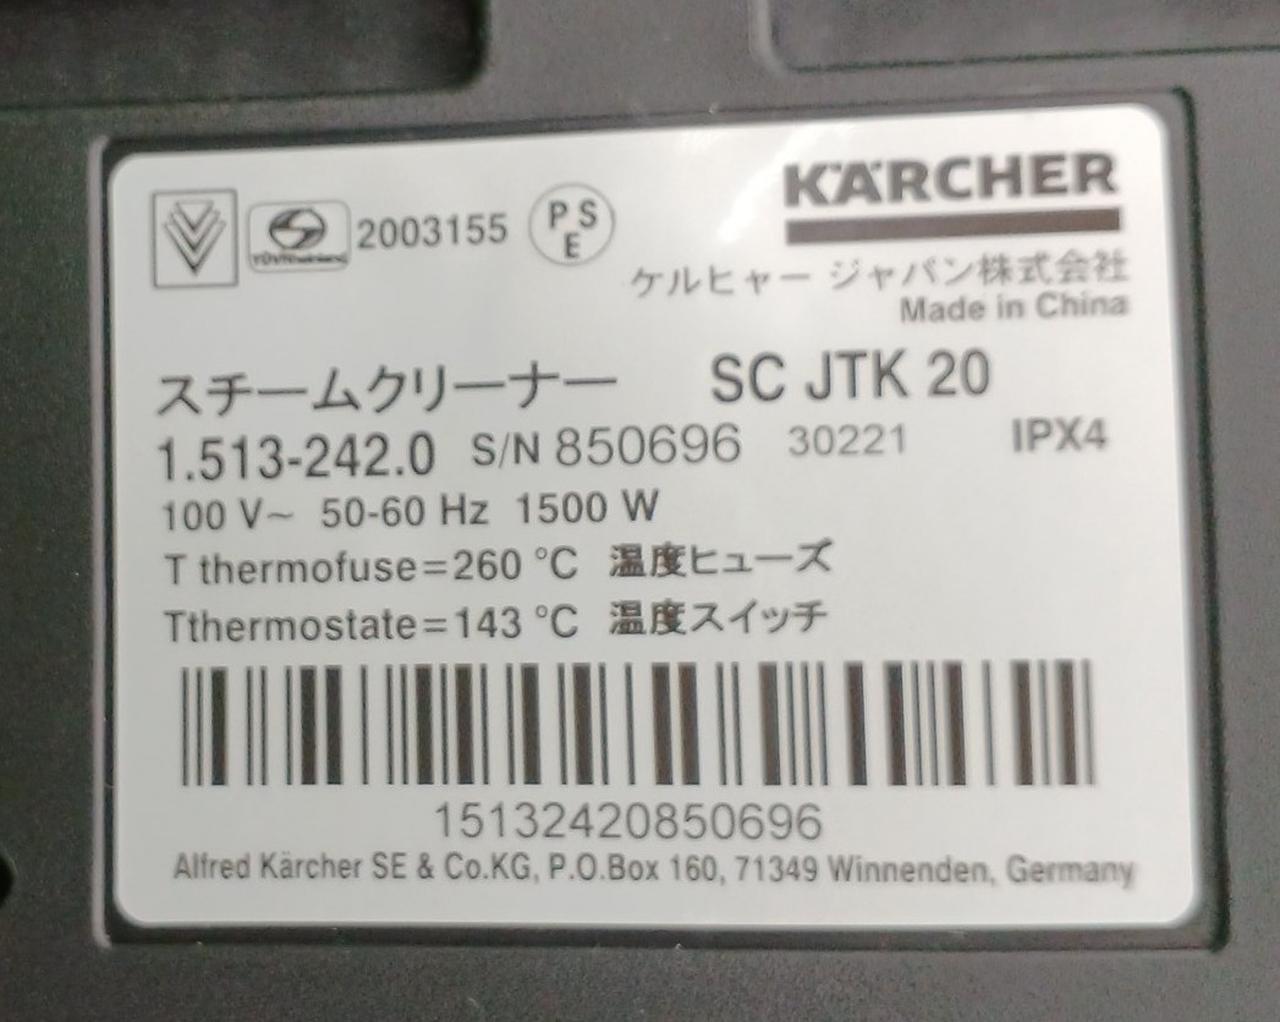 TÜVRheinland 2003155 PSE
KÄRCHER
ケルヒャー ジャパン株式会社
Made in China
スチームクリーナー SC JTK 20
1.513-242.0 S/N 850696 30221 IPX4
100 V~ 50-60 Hz 1500 W
T thermofuse=260 °C 温度ヒューズ
Tthermostate=143 °C 温度スイッチ
15132420850696
Alfred Kärcher SE & Co.KG, P.O.Box 160, 71349 Winnenden, Germany